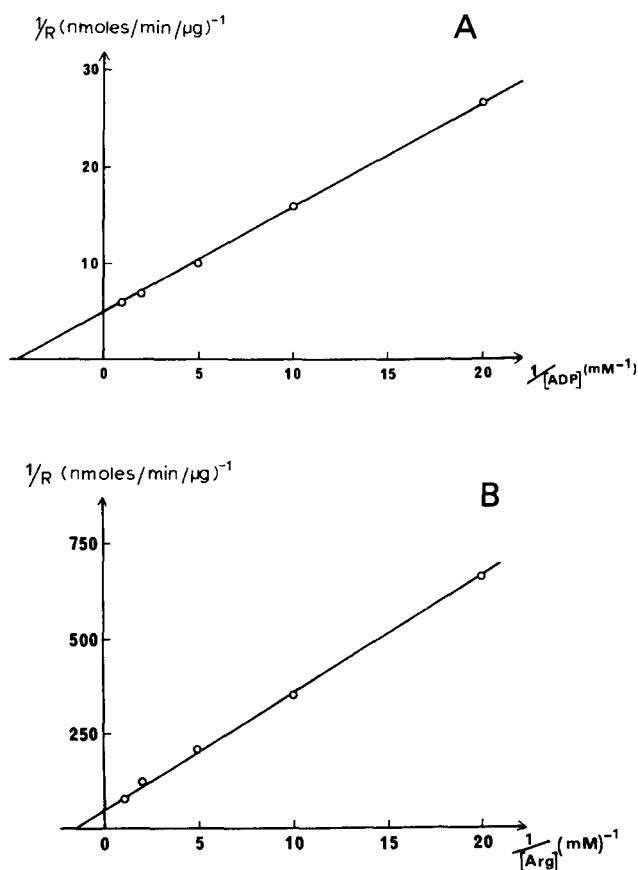 1/R (nmoles/min/µg)⁻¹
A
30
20
10
0 5 10 15 20
1/[ADP] (mM⁻¹)
1/R (nmoles/min/µg)⁻¹
B
750
500
250
0 5 10 15 20
1/[Arg] (mM)⁻¹